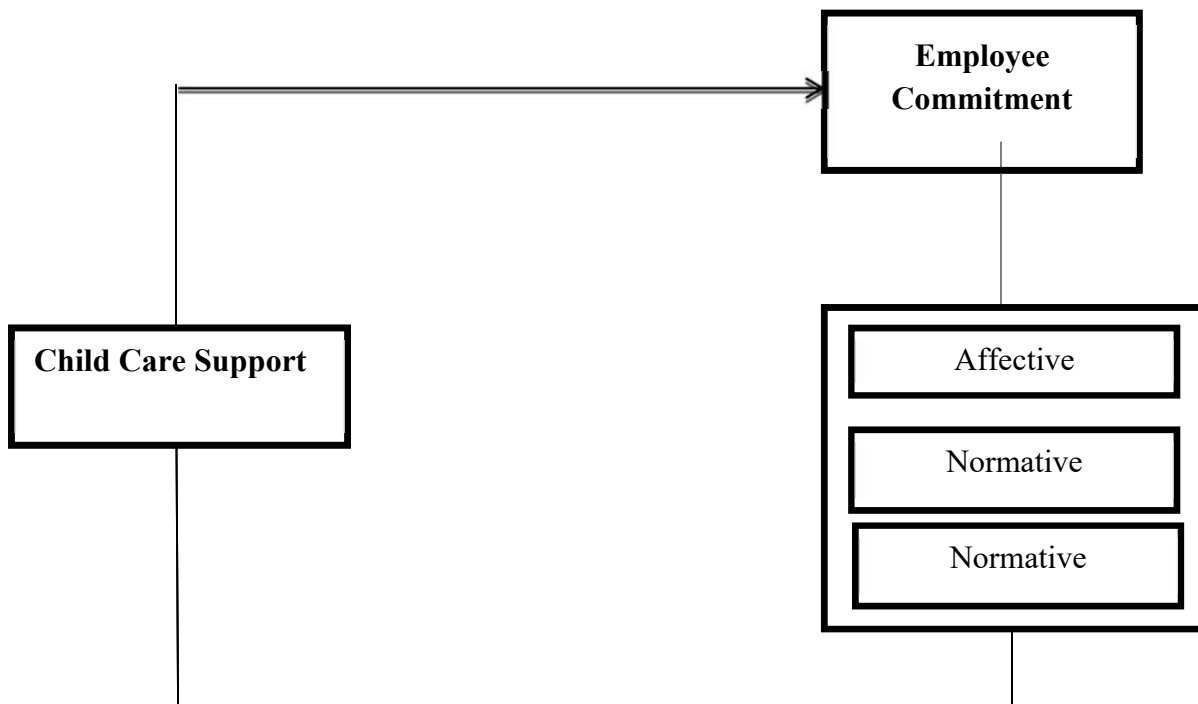 Employee
Commitment
Child Care Support
Affective
Normative
Normative